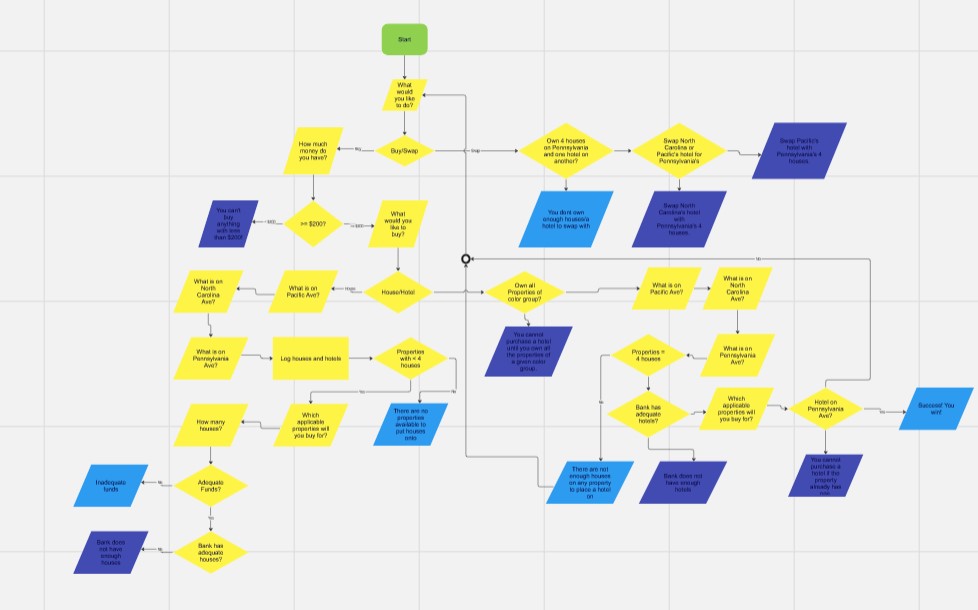 Start
What
would
you like
to do?
How much
money do
you have?
Buy
Buy/Swap
Swap
Own 4 houses
on Pennsylvania
and one hotel on
another?
Swap North
Carolina or
Pacific's hotel for
Pennsylvania's
Swap Pacific's
hotel with
Pennsylvania's 4
houses.
You can't
buy
anything
with less
than $200!
<$200
>= $200?
>=$200
What
would you
like to
buy?
You dont own
enough houses/a
hotel to swap with
Swap North
Carolina's hotel
with
Pennsylvania's 4
houses.
No
What is on
North
Carolina
Ave?
What is on
Pacific Ave?
House
House/Hotel
Own all
Properties of
color group?
What is on
Pacific Ave?
What is on
North
Carolina
Ave?
What is on
Pennsylvania
Ave?
Log houses and hotels
Properties
with < 4
houses
You cannot
purchase a hotel
until you own all
the properties of
a given color
group.
Properties =
4 houses
What is on
Pennsylvania
Ave?
Yes
No
No
How many
houses?
Which
applicable
properties will
you buy for?
There are no
properties
available to
put houses
onto
Bank has
adequate
hotels?
Which
applicable
properties will
you buy for?
Hotel on
Pennsylvania
Ave?
Yes
Succeed! You
win!
Inadequate
funds
No
Adequate
Funds?
There are not
enough houses
on any property
to place a hotel
on
Bank does not
have enough
hotels
You cannot
purchase a
hotel if the
property
already has
one.
Yes
Bank does
not have
enough
houses
No
Bank has
adequate
houses?